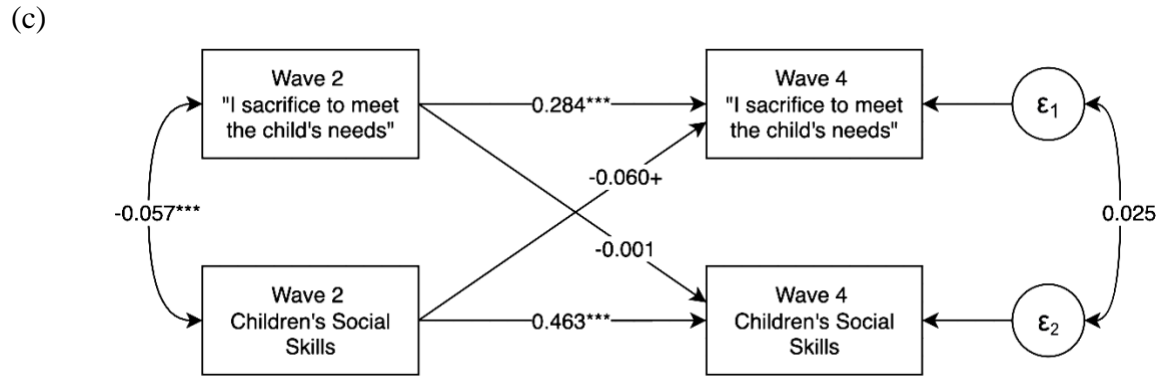 (c)
Wave 2
"I sacrifice to meet
the child's needs"
0.284***
Wave 4
"I sacrifice to meet
the child's needs"
ε1
-0.060+
-0.057***
0.025
-0.001
Wave 2
Children's Social
Skills
0.463***
Wave 4
Children's Social
Skills
ε2